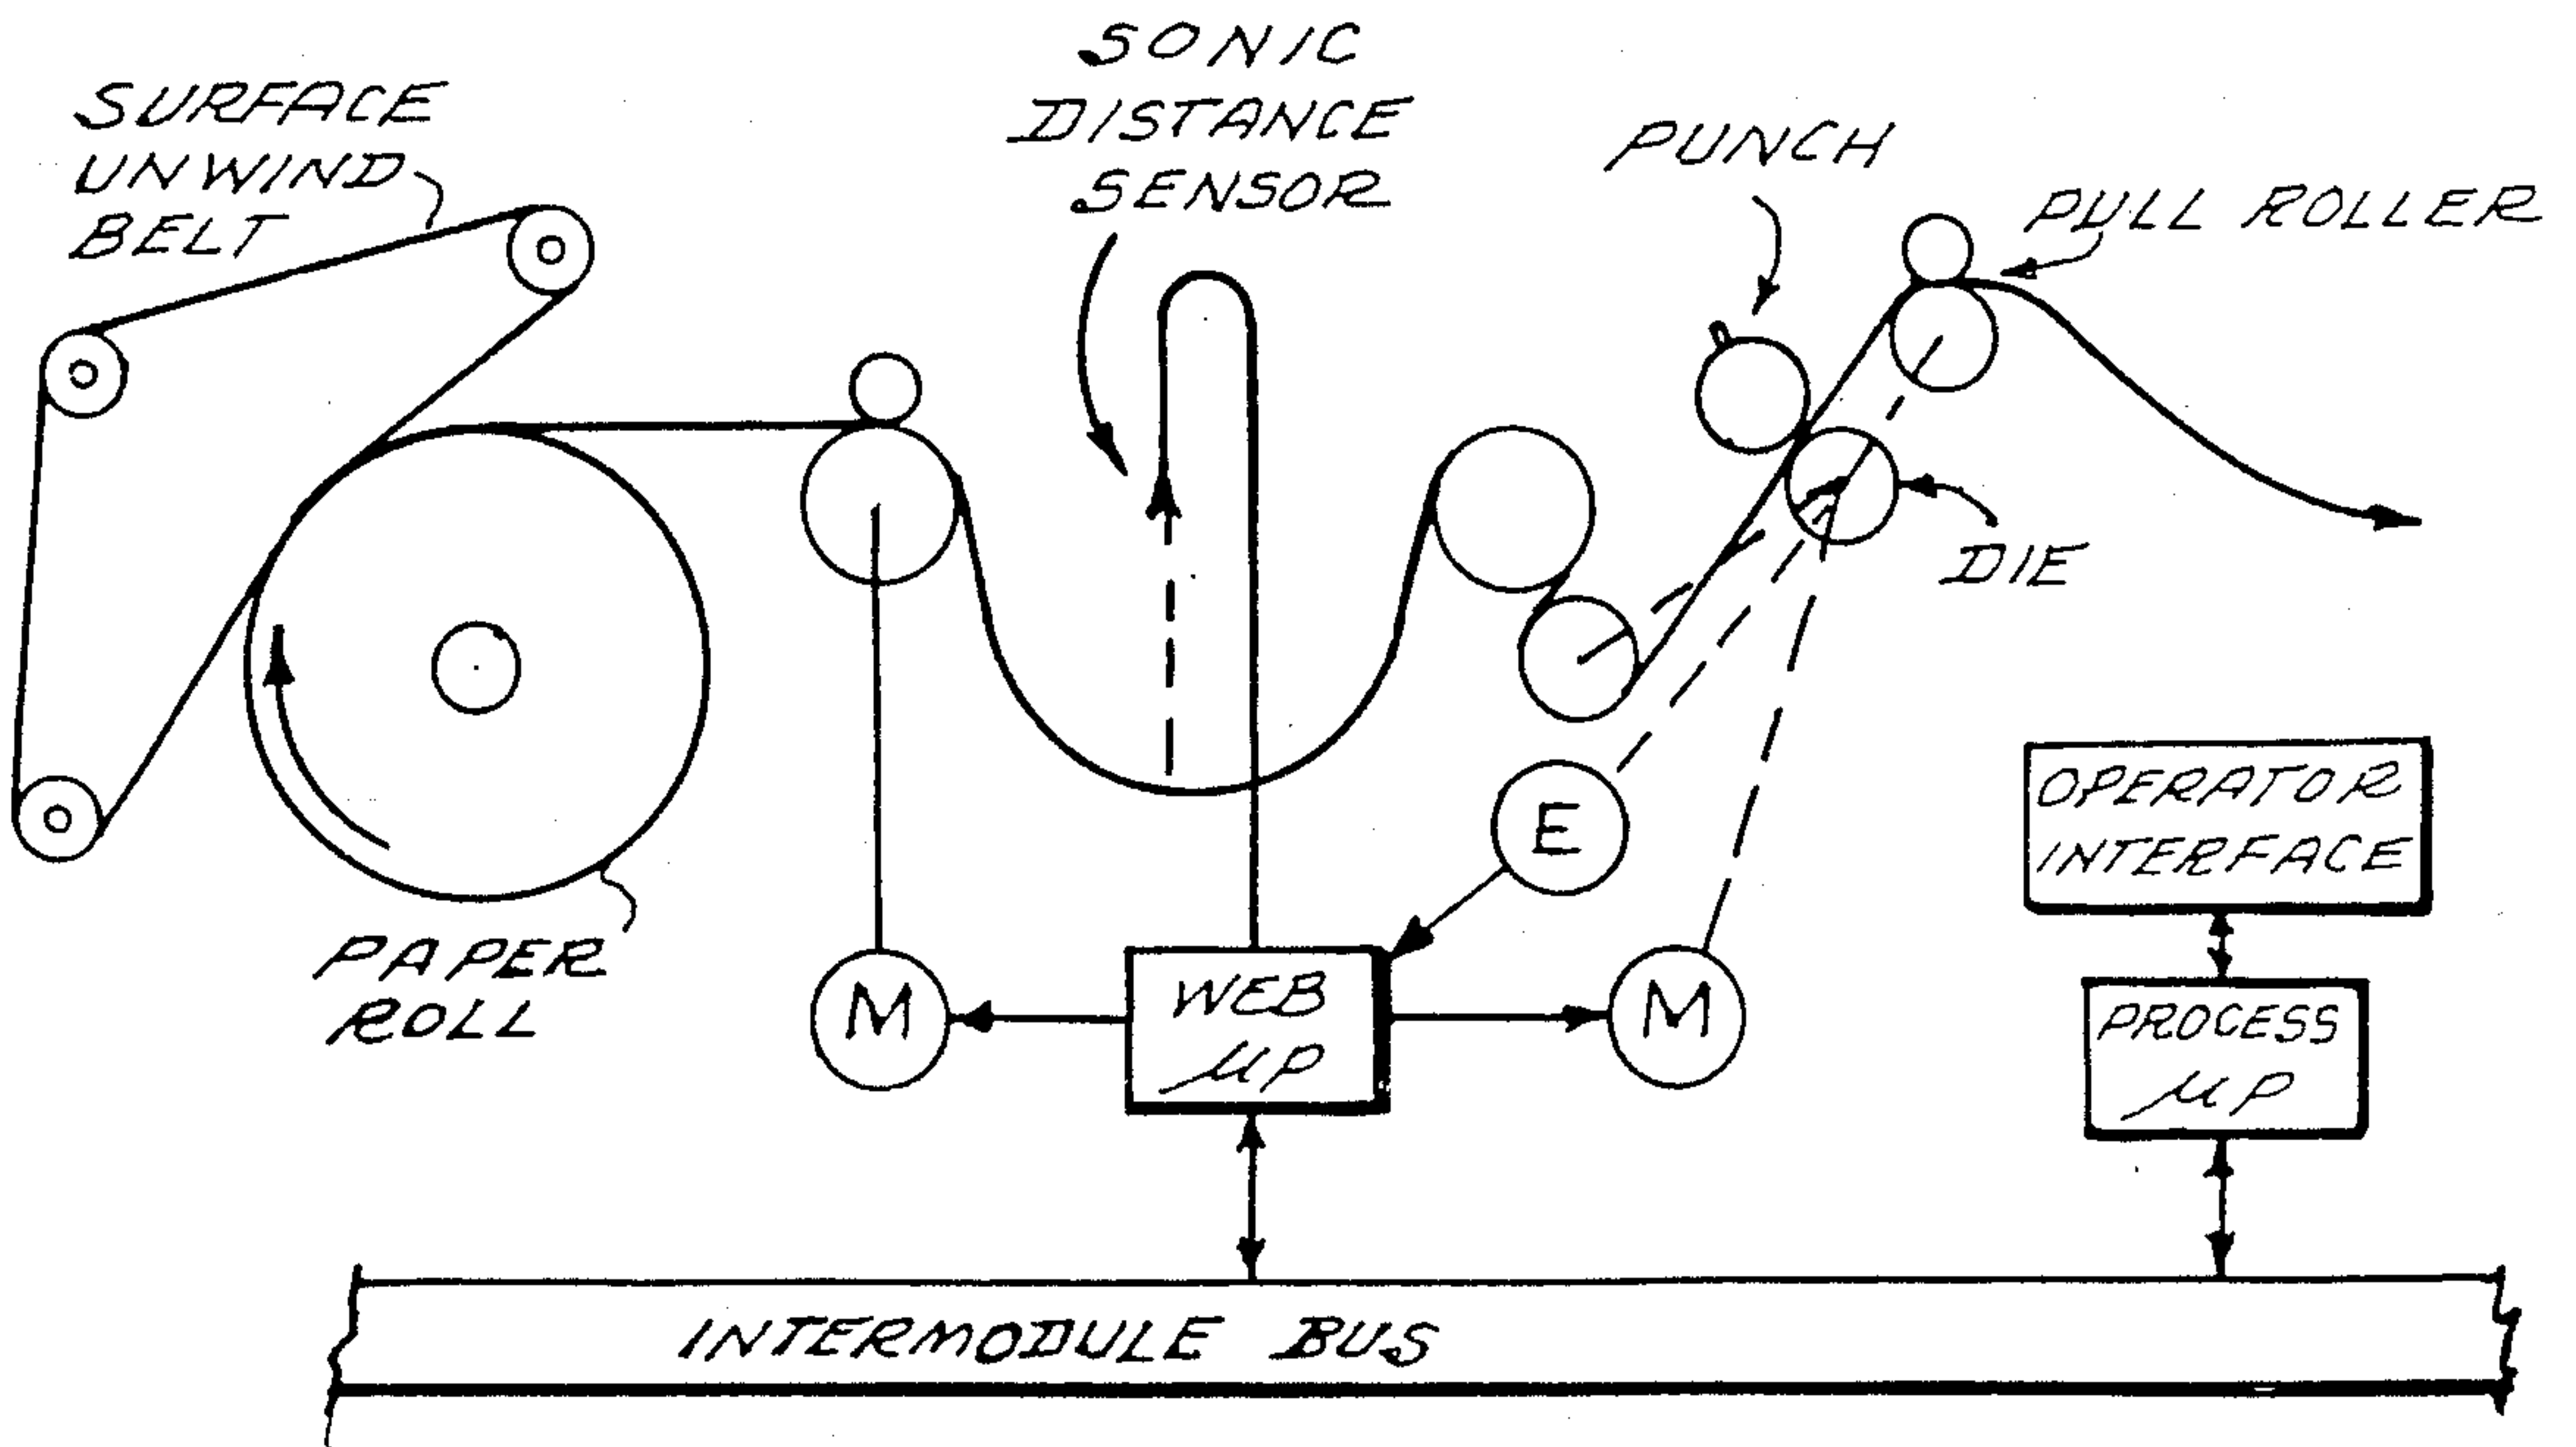 SURFACE
UNWIND
BELT
SONIC
DISTANCE
SENSOR
PUNCH
PULL ROLLER
DIE
PAPER
ROLL
E
M
WEB
µP
M
OPERATOR
INTERFACE
PROCESS
µP
INTERMODULE BUS